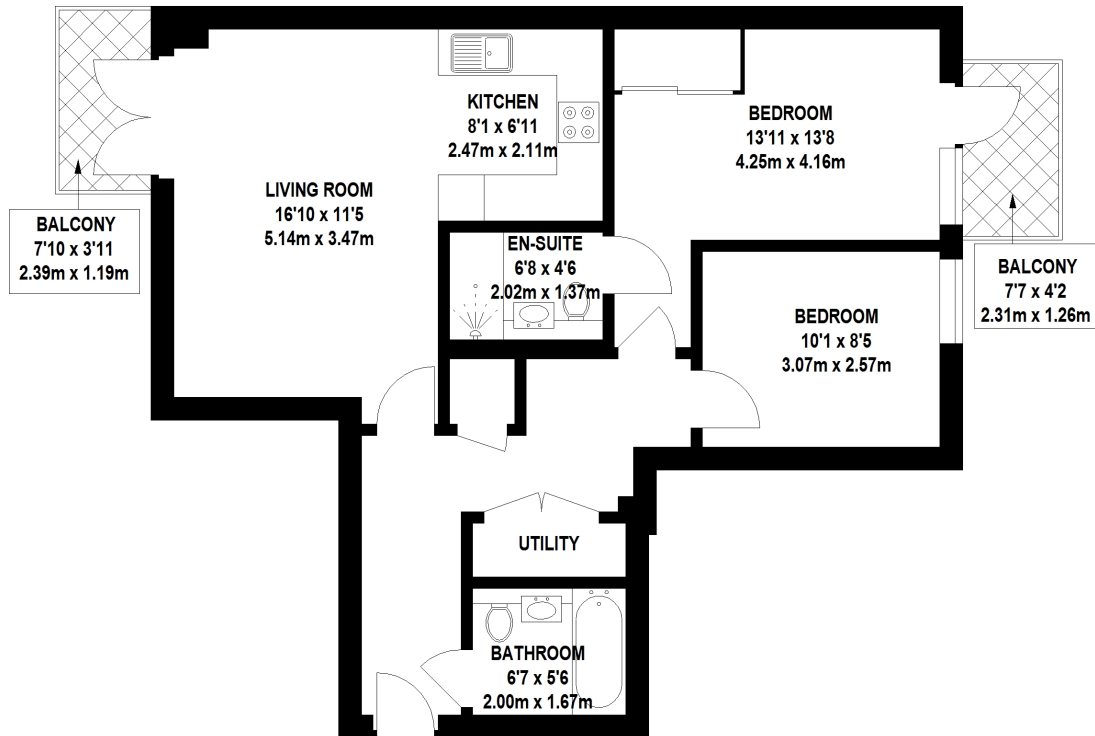 KITCHEN
8'1 x 6'11
2.47m x 2.11m
BEDROOM
13'11 x 13'8
4.25m x 4.16m
LIVING ROOM
16'10 x 11'5
5.14m x 3.47m
BALCONY
7'10 x 3'11
2.39m x 1.19m
EN-SUITE
6'8 x 4'6
2.02m x 1.37m
BALCONY
7'7 x 4'2
2.31m x 1.26m
BEDROOM
10'1 x 8'5
3.07m x 2.57m
UTILITY
BATHROOM
6'7 x 5'6
2.00m x 1.67m